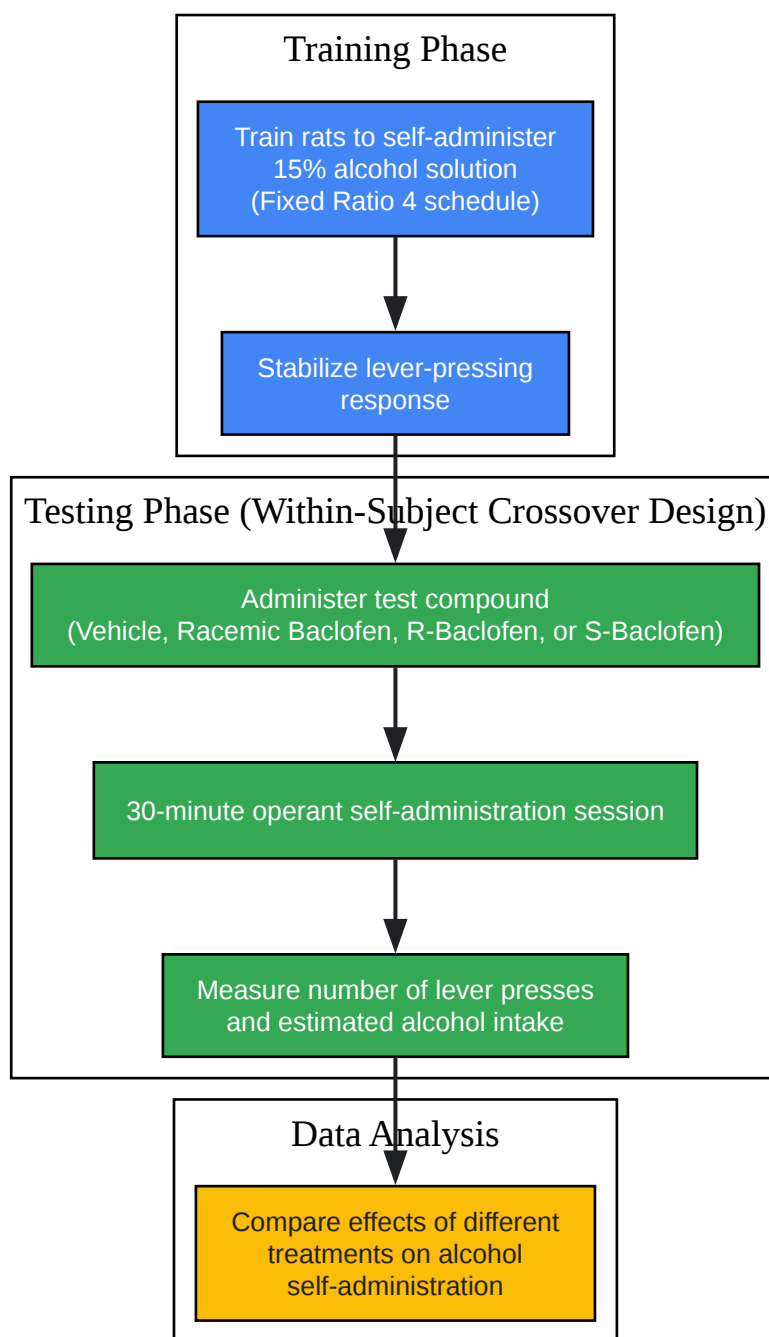 Training Phase
Train rats to self-administer
15% alcohol solution
(Fixed Ratio 4 schedule)
Stabilize lever-pressing
response
Testing Phase (Within-Subject Crossover Design)
Administer test compound
(Vehicle, Racemic Baclofen, R-Baclofen, or S-Baclofen)
30-minute operant self-administration session
Measure number of lever presses
and estimated alcohol intake
Data Analysis
Compare effects of different
treatments on alcohol
self-administration